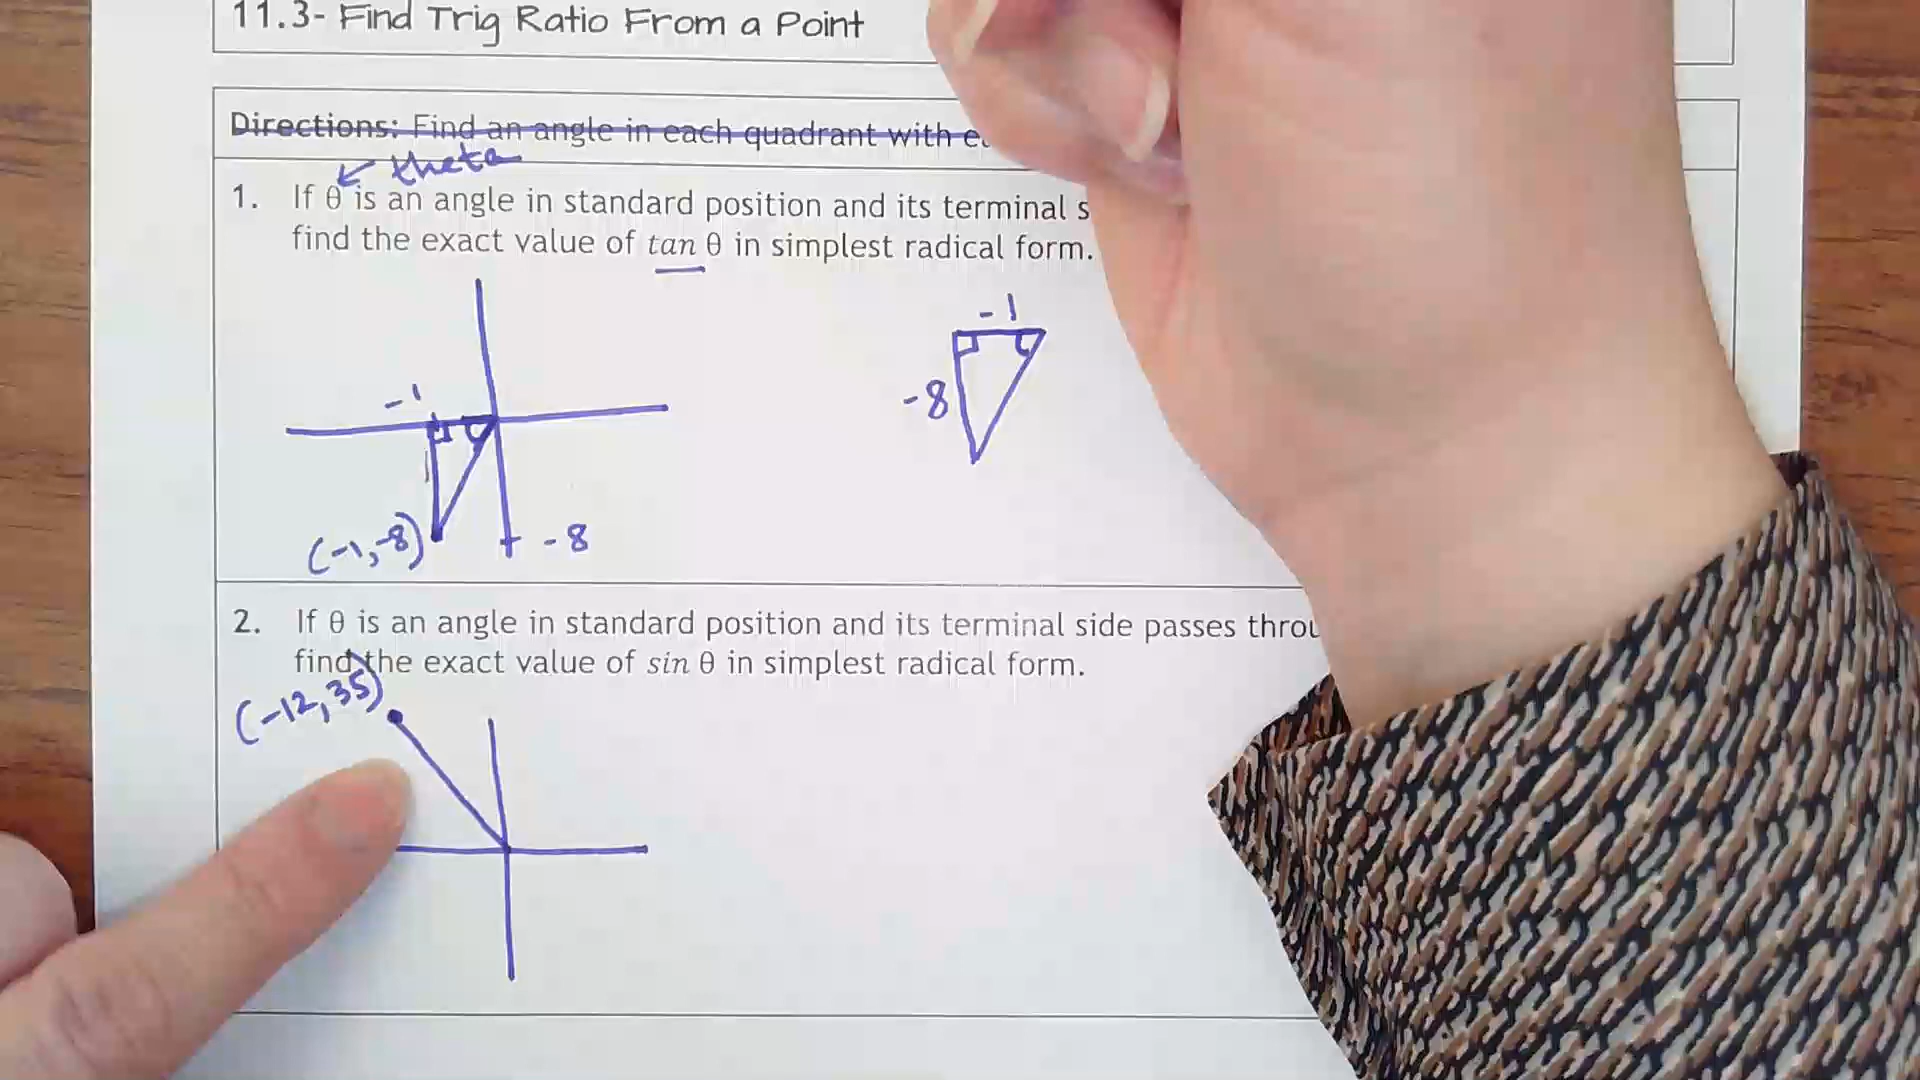 11.3- Find Trig Ratio From a Point
Directions: Find an angle in each quadrant with
theta
1. If θ is an angle in standard position and its terminal s
find the exact value of tan θ in simplest radical form.
-1
-1
-8
(-1,-8)
-8
2. If θ is an angle in standard position and its terminal side passes throu
find the exact value of sin θ in simplest radical form.
(-12,35)